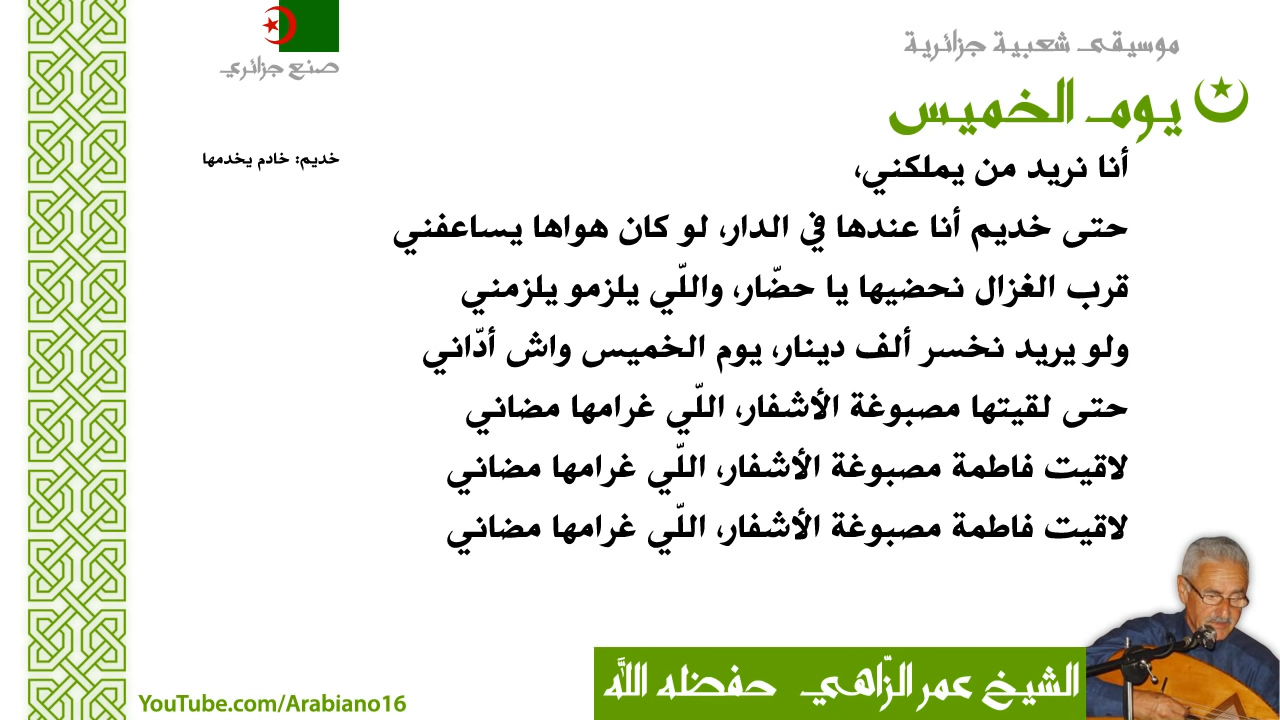 موسيقى شعبية جزائرية
صنع جزائري
يوم الخميس
خديم: خادم يخدمها
أنا نريد من يملكني،
حتى خديم أنا عندها في الدار، لو كان هواها يساعفني
قرب الغزال نحضيها يا حضّار، واللّي يلزمو يلزمني
ولو يريد نخسر ألف دينار، يوم الخميس واش أدّاني
حتى لقيتها مصبوغة الأشفار، اللّي غرامها مضاني
لاقيت فاطمة مصبوغة الأشفار، اللّي غرامها مضاني
لاقيت فاطمة مصبوغة الأشفار، اللّي غرامها مضاني
الشيخ عمر الزّاهي حفظه اللّٰه
YouTube.com/Arabiano16